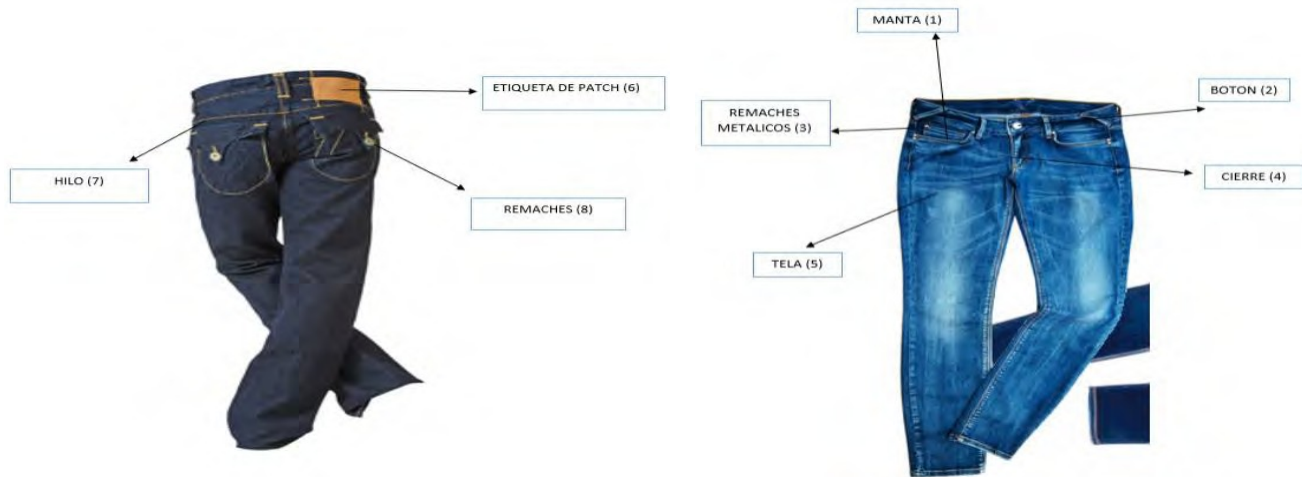 MANTA (1)
ETIQUETA DE PATCH (6)
BOTON (2)
REMACHES
METALICOS (3)
HILO (7)
CIERRE (4)
REMACHES (8)
TELA (5)